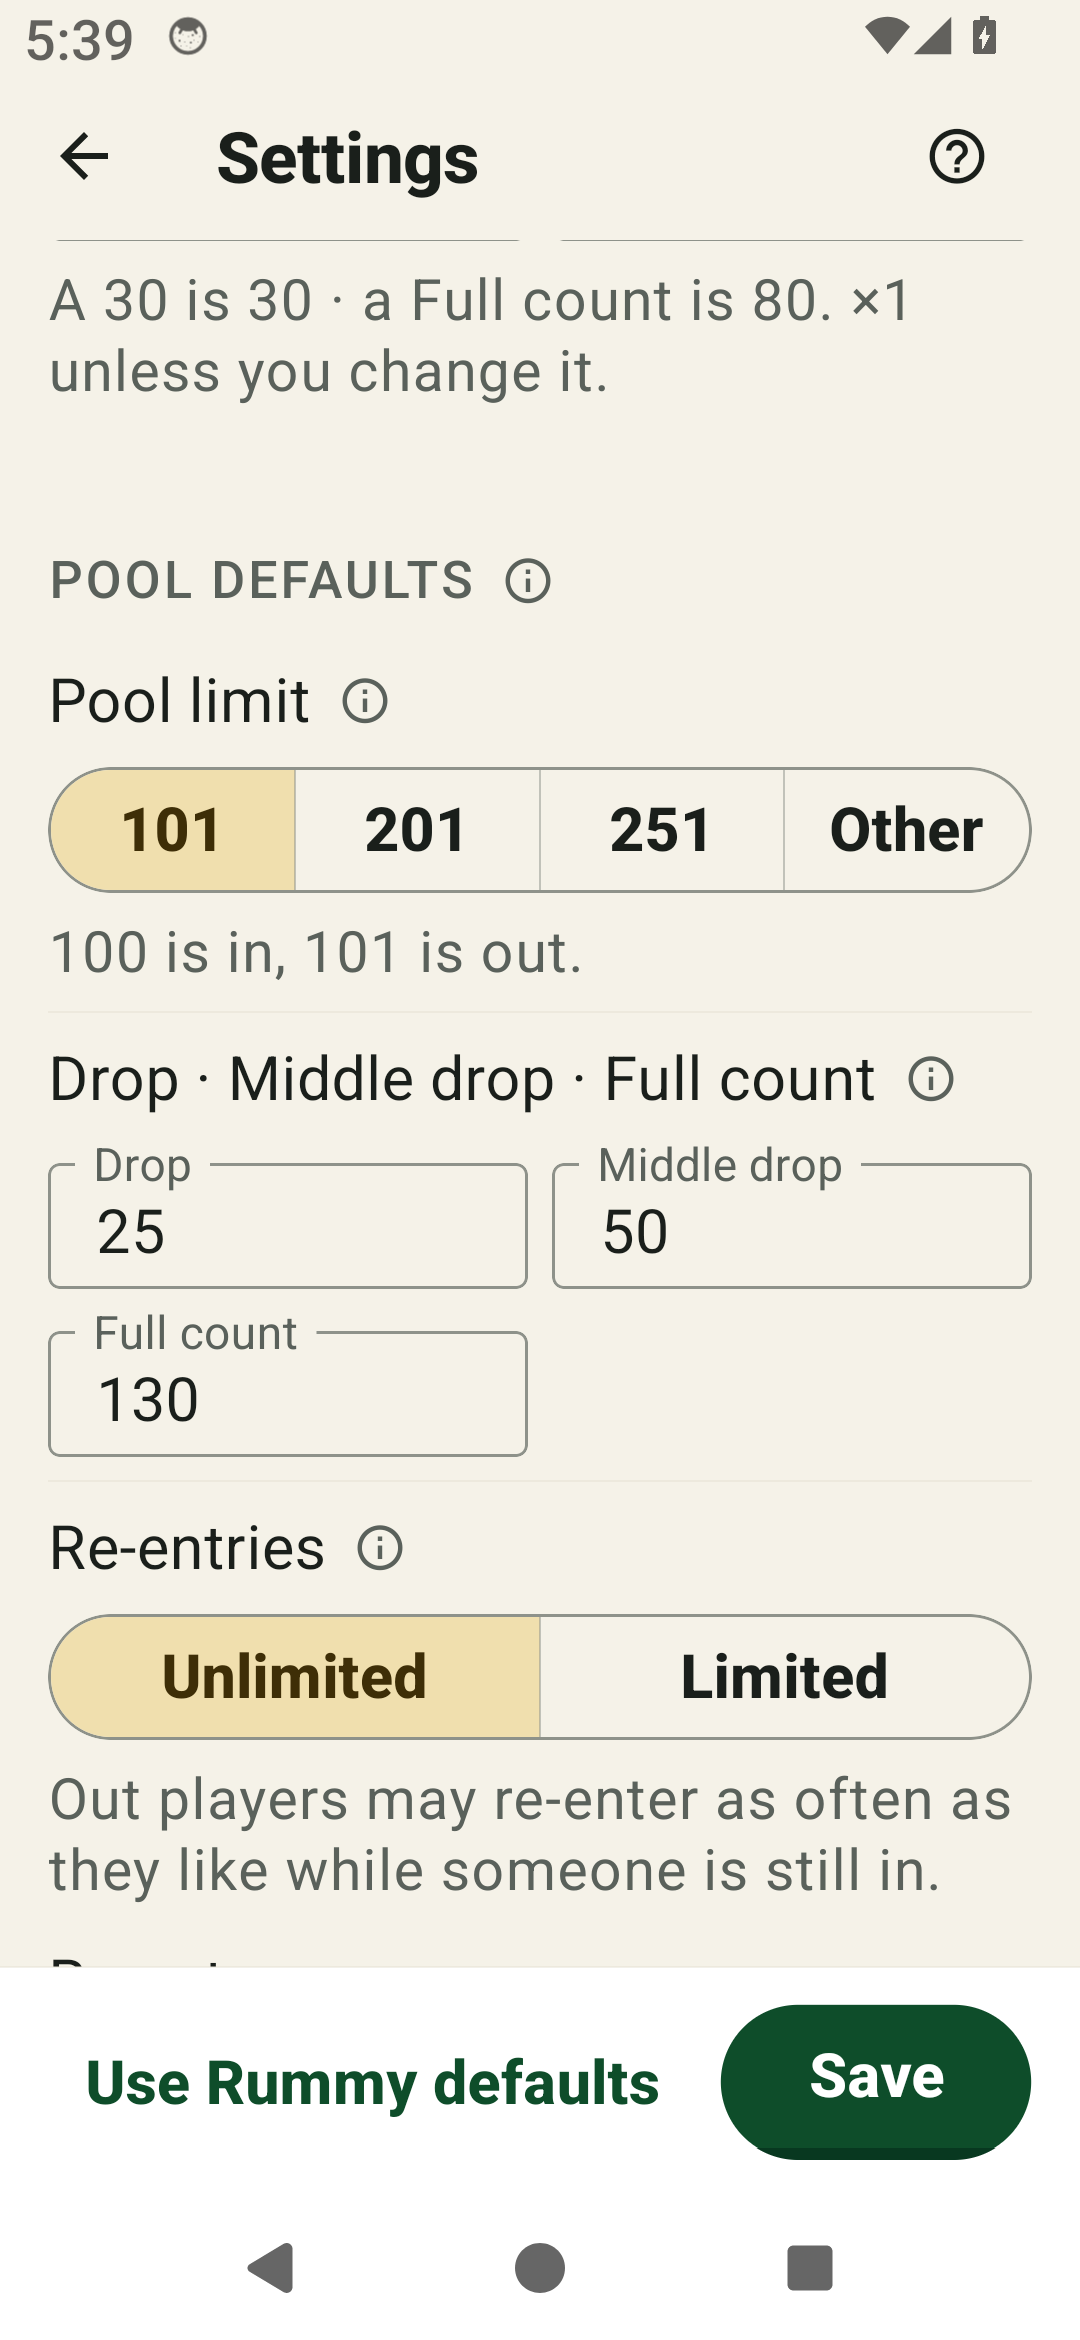 5:39
Settings
A 30 is 30 · a Full count is 80. ×1
unless you change it.
POOL DEFAULTS
Pool limit
101 201 251 Other
100 is in, 101 is out.
Drop · Middle drop · Full count
Drop Middle drop
25 50
Full count
130
Re-entries
Unlimited Limited
Out players may re-enter as often as
they like while someone is still in.
Use Rummy defaults Save